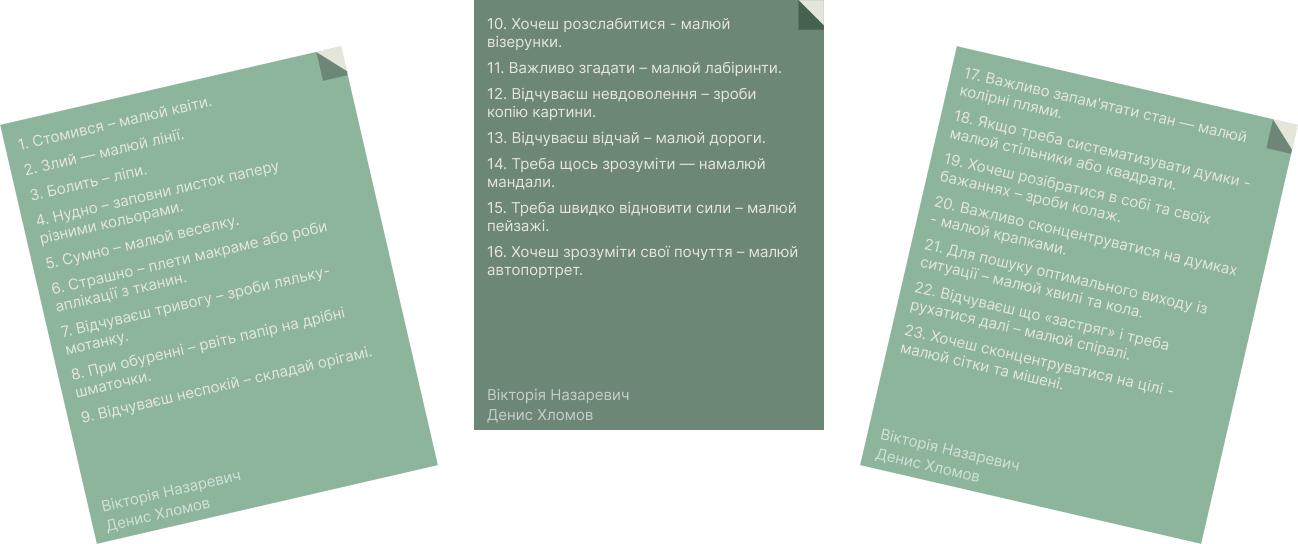 1. Стомився – малюй квіти.
2. Злий — малюй лінії.
3. Болить – ліпи.
4. Нудно – заповни листок паперу
різними кольорами.
5. Сумно – малюй веселку.
6. Страшно – плети макраме або роби
аплікації з тканин.
7. Відчуваєш тривогу – зроби ляльку-
мотанку.
8. При обуренні – рвіть папір на дрібні
шматочки.
9. Відчуваєш неспокій – складай орігамі.
Вікторія Назаревич
Денис Хломов
10. Хочеш розслабитися - малюй
візерунки.
11. Важливо згадати – малюй лабіринти.
12. Відчуваєш невдоволення – зроби
копію картини.
13. Відчуваєш відчай – малюй дороги.
14. Треба щось зрозуміти — намалюй
мандали.
15. Треба швидко відновити сили – малюй
пейзажі.
16. Хочеш зрозуміти свої почуття – малюй
автопортрет.
Вікторія Назаревич
Денис Хломов
17. Важливо запам'ятати стан — малюй
колірні плями.
18. Якщо треба систематизувати думки -
малюй стільники або квадрати.
19. Хочеш розібратися в собі та своїх
бажаннях – зроби колаж.
20. Важливо сконцентруватися на думках
- малюй крапками.
21. Для пошуку оптимального виходу із
ситуації – малюй хвилі та кола.
22. Відчуваєш що «застряг» і треба
рухатися далі – малюй спіралі.
23. Хочеш сконцентруватися на цілі -
малюй сітки та мішені.
Вікторія Назаревич
Денис Хломов